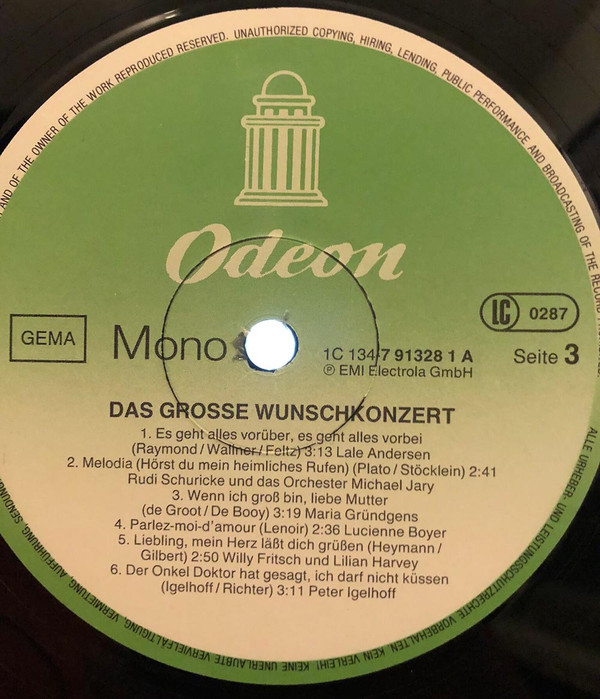 AND OF THE OWNER OF THE WORK REPRODUCED RESERVED. UNAUTHORIZED COPYING, HIRING, LENDING, PUBLIC PERFORMANCE AND BROADCASTING OF THE RECORD
Odeon
GEMA
Mono
LC 0287
1C 134-7 91328 1 A
Ⓟ EMI Electrola GmbH
Seite 3
DAS GROSSE WUNSCHKONZERT
1. Es geht alles vorüber, es geht alles vorbei
(Raymond/Wallner/Feltz) 3:13 Lale Andersen
2. Melodia (Hörst du mein heimliches Rufen) (Plato/Stöcklein) 2:41
Rudi Schuricke und das Orchester Michael Jary
3. Wenn ich groß bin, liebe Mutter
(de Groot/De Booy) 3:19 Maria Gründgens
4. Parlez-moi-d'amour (Lenoir) 2:36 Lucienne Boyer
5. Liebling, mein Herz läßt dich grüßen (Heymann/
Gilbert) 2:50 Willy Fritsch und Lilian Harvey
6. Der Onkel Doktor hat gesagt, ich darf nicht küssen
(Igelhoff/Richter) 3:11 Peter Igelhoff
ALLE URHEBER- UND LEISTUNGSSCHUTZRECHTE VORBEHALTEN. KEIN VERLEIH! KEINE UNERLAUBTE VERVIELFÄLTIGUNG, VERMIETUNG, AUFFÜHRUNG, SENDUNG